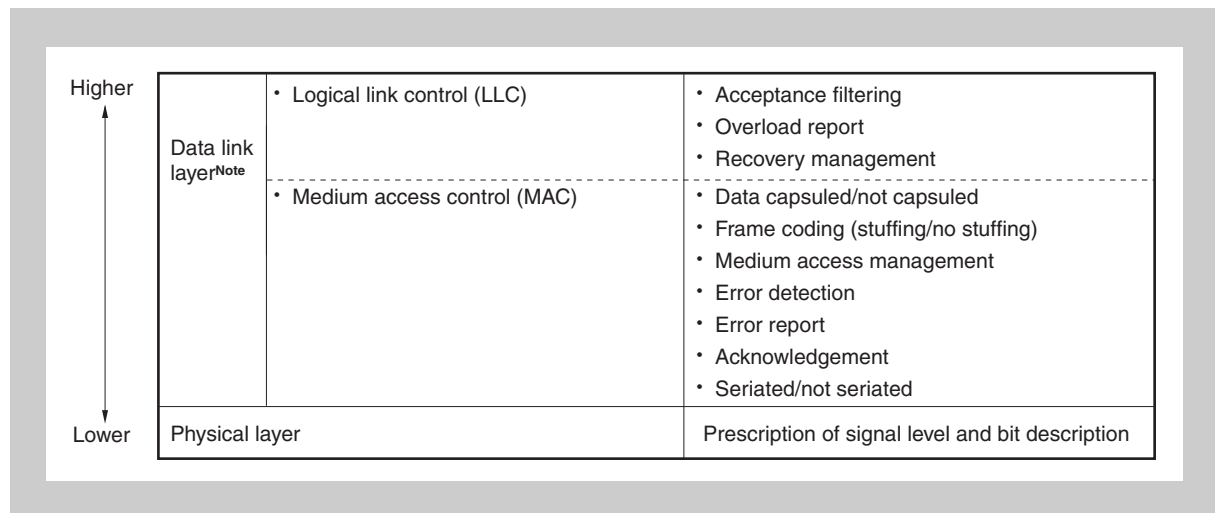 Higher
Data link
layerNote
• Logical link control (LLC)
• Acceptance filtering
• Overload report
• Recovery management
• Medium access control (MAC)
• Data capsuled/not capsuled
• Frame coding (stuffing/no stuffing)
• Medium access management
• Error detection
• Error report
• Acknowledgement
• Seriated/not seriated
Lower
Physical layer
Prescription of signal level and bit description